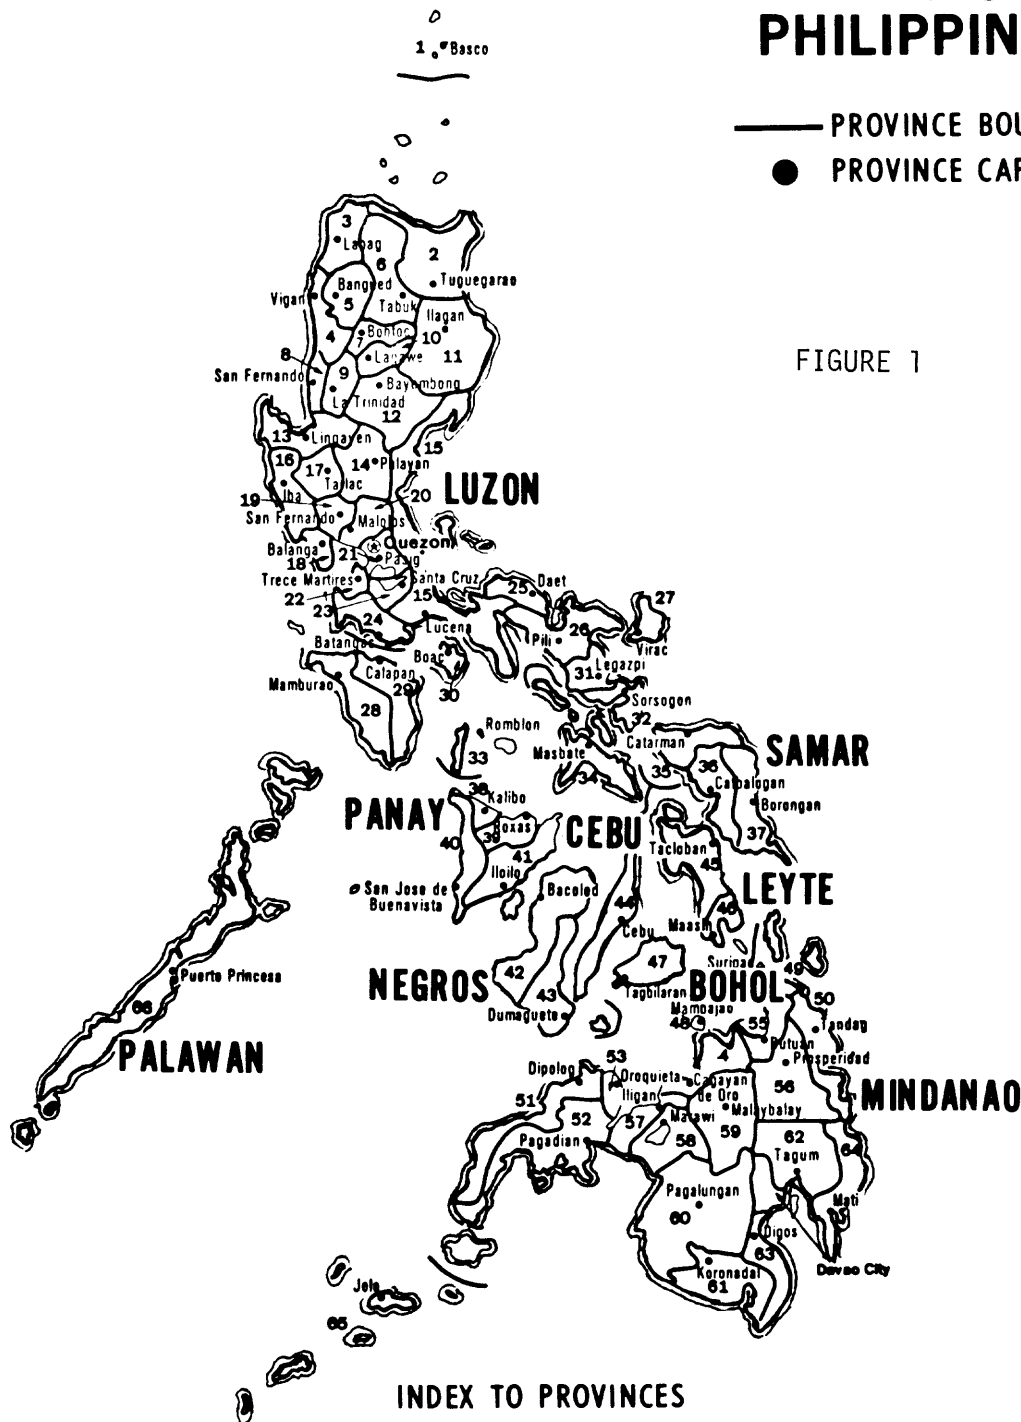 PHILIPPIN
PROVINCE BOU
PROVINCE CAP
FIGURE 1
1
Basco
3
Laoag
6
2
Tuguegarao
Bangued
5
Vigan
Tabuk
Ilagan
4
Bontoc
7
10
Lagawe
11
8
9
San Fernando
Bayombong
La Trinidad
12
13
Lingayen
15
16
17
14
Palayan
Tarlac
Iba
LUZON
19
20
San Fernando
Malolos
Quezon
Balanga
21
Pasig
18
Trece Martires
Santa Cruz
25
Daet
22
23
15
27
24
Lucena
26
Pili
Virac
Batangas
Boac
Calapan
Legazpi
31
Mamburao
29
30
28
Sorsogon
32
Romblon
Catarman
SAMAR
33
Masbate
34
35
36
Catbalogan
38
Kalibo
Borongan
PANAY
Roxas
CEBU
39
37
40
41
Tacloban
45
Iloilo
Bacolod
LEYTE
San Jose de
Buenavista
44
46
Cebu
Maasin
47
Surigao
49
42
NEGROS
Tagbilaran
BOHOL
Puerto Princesa
43
50
66
Dumaguete
Mambajao
48
55
Tandag
PALAWAN
4
Butuan
Prosperidad
53
Dipolog
Oroquieta
Cagayan
de Oro
56
MINDANAO
51
Iligan
Malaybalay
52
57
Marawi
59
58
62
64
Pagadian
Tagum
Pagalungan
60
Mati
Digos
63
Koronadal
61
Davao City
Jolo
65
INDEX TO PROVINCES